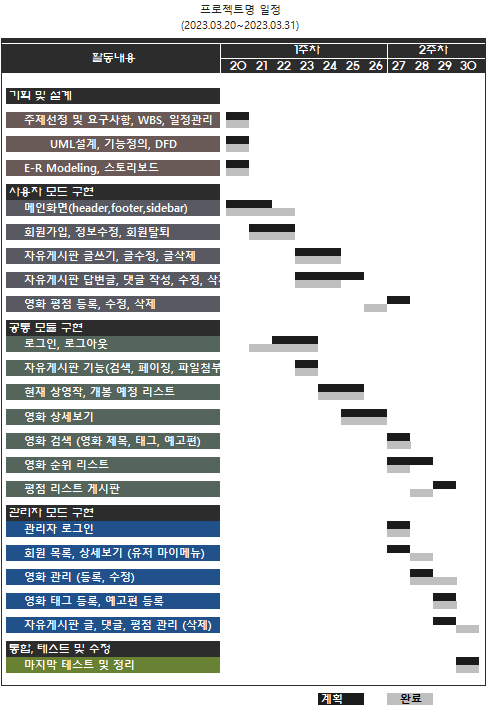 프로젝트명 일정
(2023.03.20~2023.03.31)
활동내용
1주차 2주차
20 21 22 23 24 25 26 27 28 29 30
기획 및 설계
주제선정 및 요구사항, WBS, 일정관리
UML설계, 기능정의, DFD
E-R Modeling, 스토리보드
사용자 모드 구현
메인화면(header,footer,sidebar)
회원가입, 정보수정, 회원탈퇴
자유게시판 글쓰기, 글수정, 글삭제
자유게시판 답변글, 댓글 작성, 수정, 삭제
영화 평점 등록, 수정, 삭제
공통 모듈 구현
로그인, 로그아웃
자유게시판 기능(검색, 페이징, 파일첨부
현재 상영작, 개봉 예정 리스트
영화 상세보기
영화 검색 (영화 제목, 태그, 예고편)
영화 순위 리스트
평점 리스트 게시판
관리자 모드 구현
관리자 로그인
회원 목록, 상세보기 (유저 마이메뉴)
영화 관리 (등록, 수정)
영화 태그 등록, 예고편 등록
자유게시판 글, 댓글, 평점 관리 (삭제)
통합, 테스트 및 수정
마지막 테스트 및 정리
계획 완료